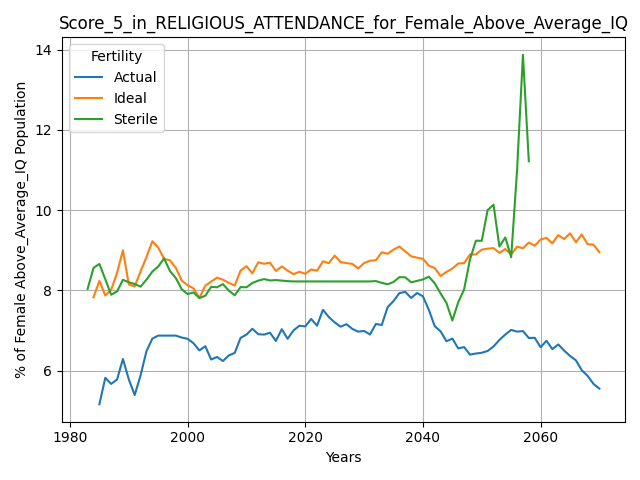 Score_5_in_RELIGIOUS_ATTENDANCE_for_Female_Above_Average_IQ
Fertility
Actual
Ideal
Sterile
% of Female Above_Average_IQ Population
14
12
10
8
6
1980
2000
2020
2040
2060
Years